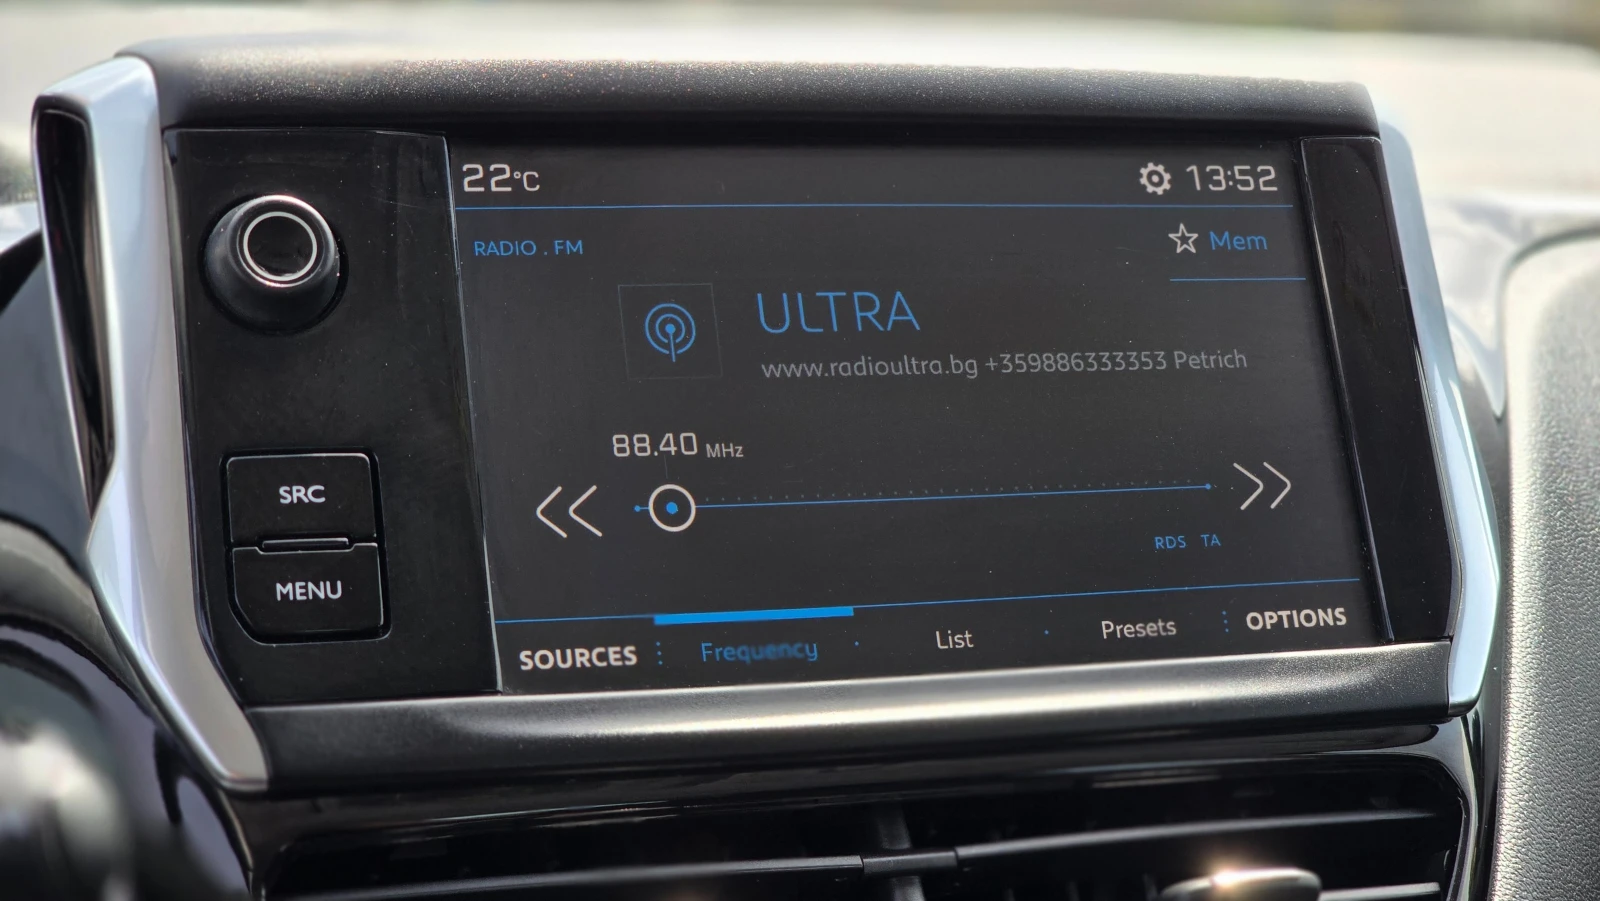 22°C
13:52
RADIO . FM
Mem
ULTRA
www.radioultra.bg +359886333353 Petrich
88.40 MHz
SRC
RDS TA
MENU
SOURCES Frequency List Presets OPTIONS